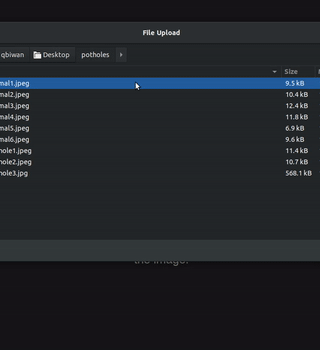 File Upload
qbiwan Desktop potholes
Size
mal1.jpeg 9.5 kB
mal2.jpeg 10.4 kB
mal3.jpeg 12.4 kB
mal4.jpeg 11.8 kB
mal5.jpeg 6.9 kB
mal6.jpeg 9.6 kB
hole1.jpeg 11.4 kB
hole2.jpeg 10.7 kB
hole3.jpg 568.1 kB
the image.